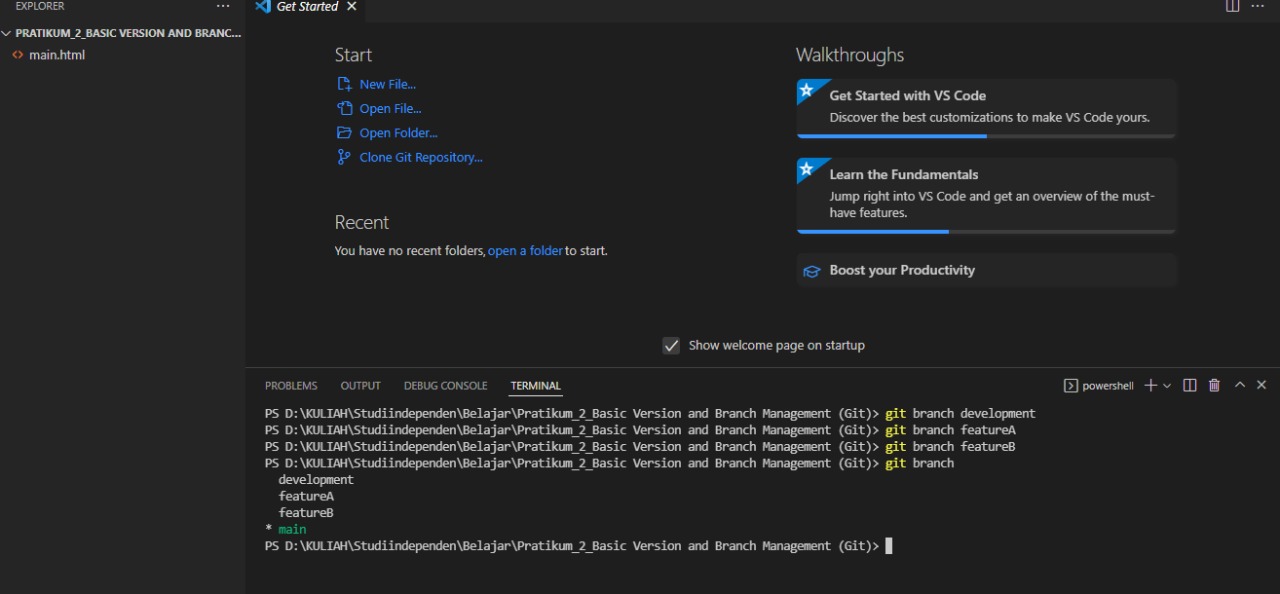 EXPLORER
PRATIKUM_2_BASIC VERSION AND BRANC...
main.html
Get Started
Start
New File...
Open File...
Open Folder...
Clone Git Repository...
Recent
You have no recent folders, open a folder to start.
Walkthroughs
Get Started with VS Code
Discover the best customizations to make VS Code yours.
Learn the Fundamentals
Jump right into VS Code and get an overview of the must-
have features.
Boost your Productivity
Show welcome page on startup
PROBLEMS OUTPUT DEBUG CONSOLE TERMINAL powershell
PS D:\KULIAH\Studiindependen\Belajar\Pratikum_2_Basic Version and Branch Management (Git)> git branch development
PS D:\KULIAH\Studiindependen\Belajar\Pratikum_2_Basic Version and Branch Management (Git)> git branch featureA
PS D:\KULIAH\Studiindependen\Belajar\Pratikum_2_Basic Version and Branch Management (Git)> git branch featureB
PS D:\KULIAH\Studiindependen\Belajar\Pratikum_2_Basic Version and Branch Management (Git)> git branch
development
featureA
featureB
* main
PS D:\KULIAH\Studiindependen\Belajar\Pratikum_2_Basic Version and Branch Management (Git)>